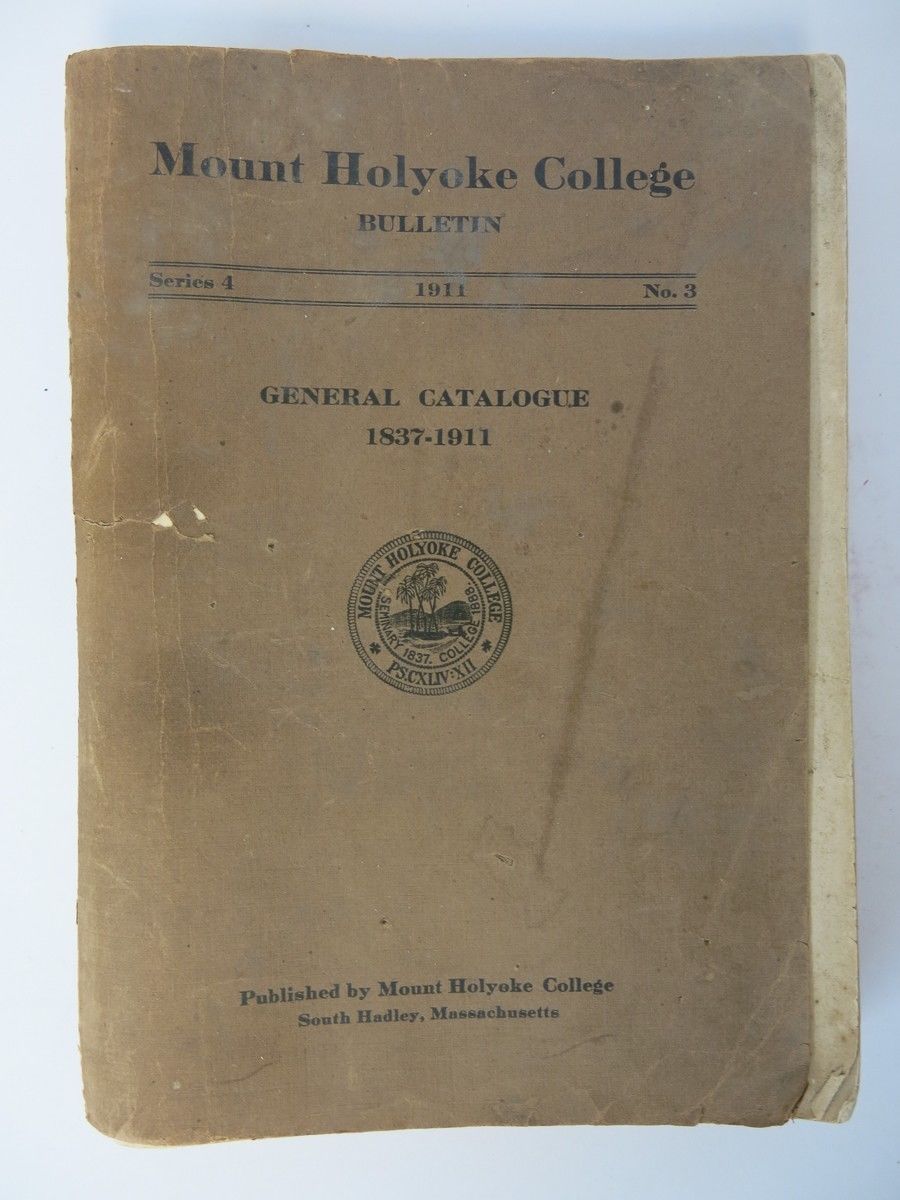 Mount Holyoke College
BULLETIN
Series 4 1911 No. 3
GENERAL CATALOGUE
1837-1911
MOUNT HOLYOKE COLLEGE
SEMINARY 1837. COLLEGE 1888.
PS.CXLIV:XII
Published by Mount Holyoke College
South Hadley, Massachusetts